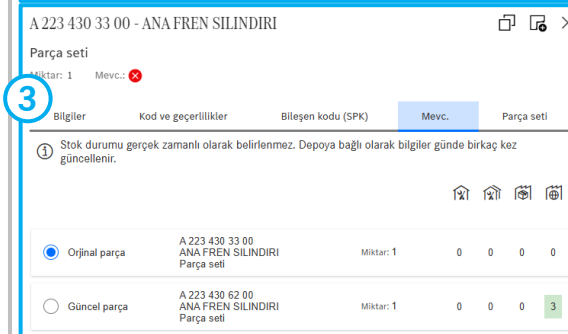 A 223 430 33 00 - ANA FREN SILINDIRI
Parça seti
Miktar: 1 Mevc.:
3
Bilgiler Kod ve geçerlilikler Bileşen kodu (SPK) Mevc. Parça seti
Stok durumu gerçek zamanlı olarak belirlenmez. Depoya bağlı olarak bilgiler günde birkaç kez
güncellenir.
A 223 430 33 00
Orjinal parça ANA FREN SILINDIRI Miktar: 1 0 0 0 0
Parça seti
A 223 430 62 00
Güncel parça ANA FREN SILINDIRI Miktar: 1 0 0 0 3
Parça seti